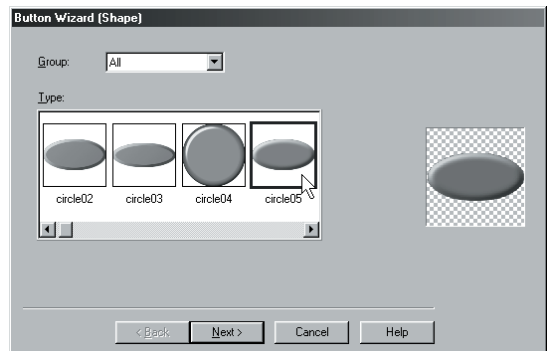 Button Wizard (Shape)
Group: All
Type:
circle02 circle03 circle04 circle05
< Back Next > Cancel Help